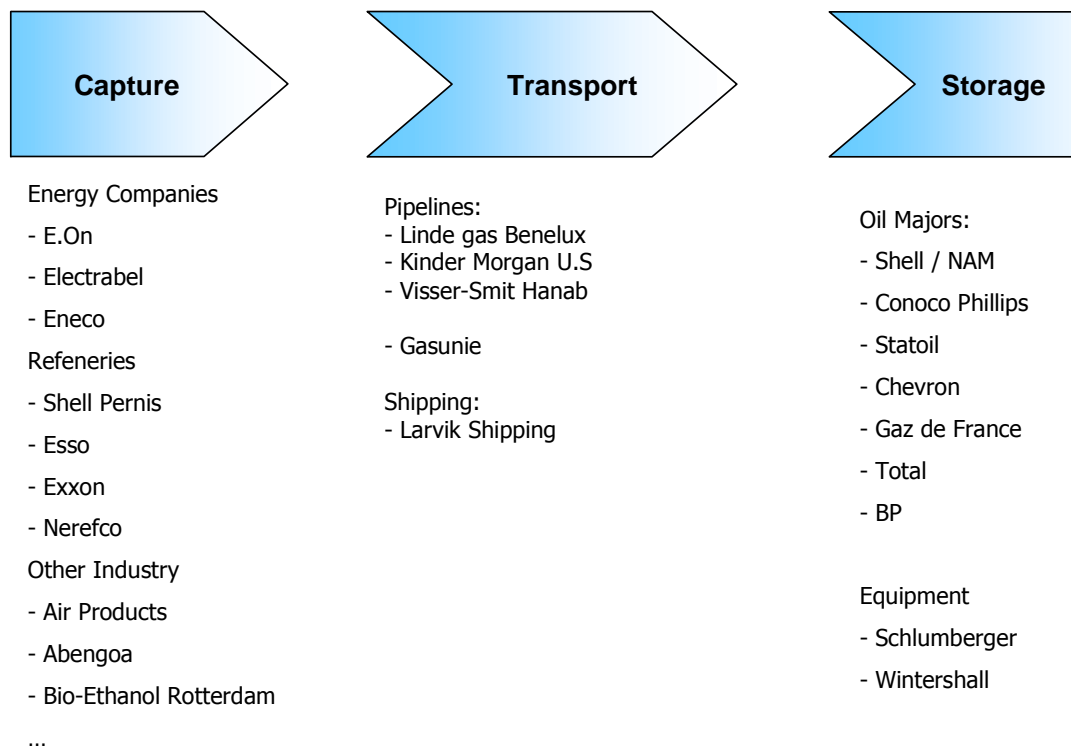 Capture
Energy Companies
- E.On
- Electrabel
- Eneco
Refeneries
- Shell Pernis
- Esso
- Exxon
- Nerefco
Other Industry
- Air Products
- Abengoa
- Bio-Ethanol Rotterdam
...
Transport
Pipelines:
- Linde gas Benelux
- Kinder Morgan U.S
- Visser-Smit Hanab
- Gasunie
Shipping:
- Larvik Shipping
Storage
Oil Majors:
- Shell / NAM
- Conoco Phillips
- Statoil
- Chevron
- Gaz de France
- Total
- BP
Equipment
- Schlumberger
- Wintershall